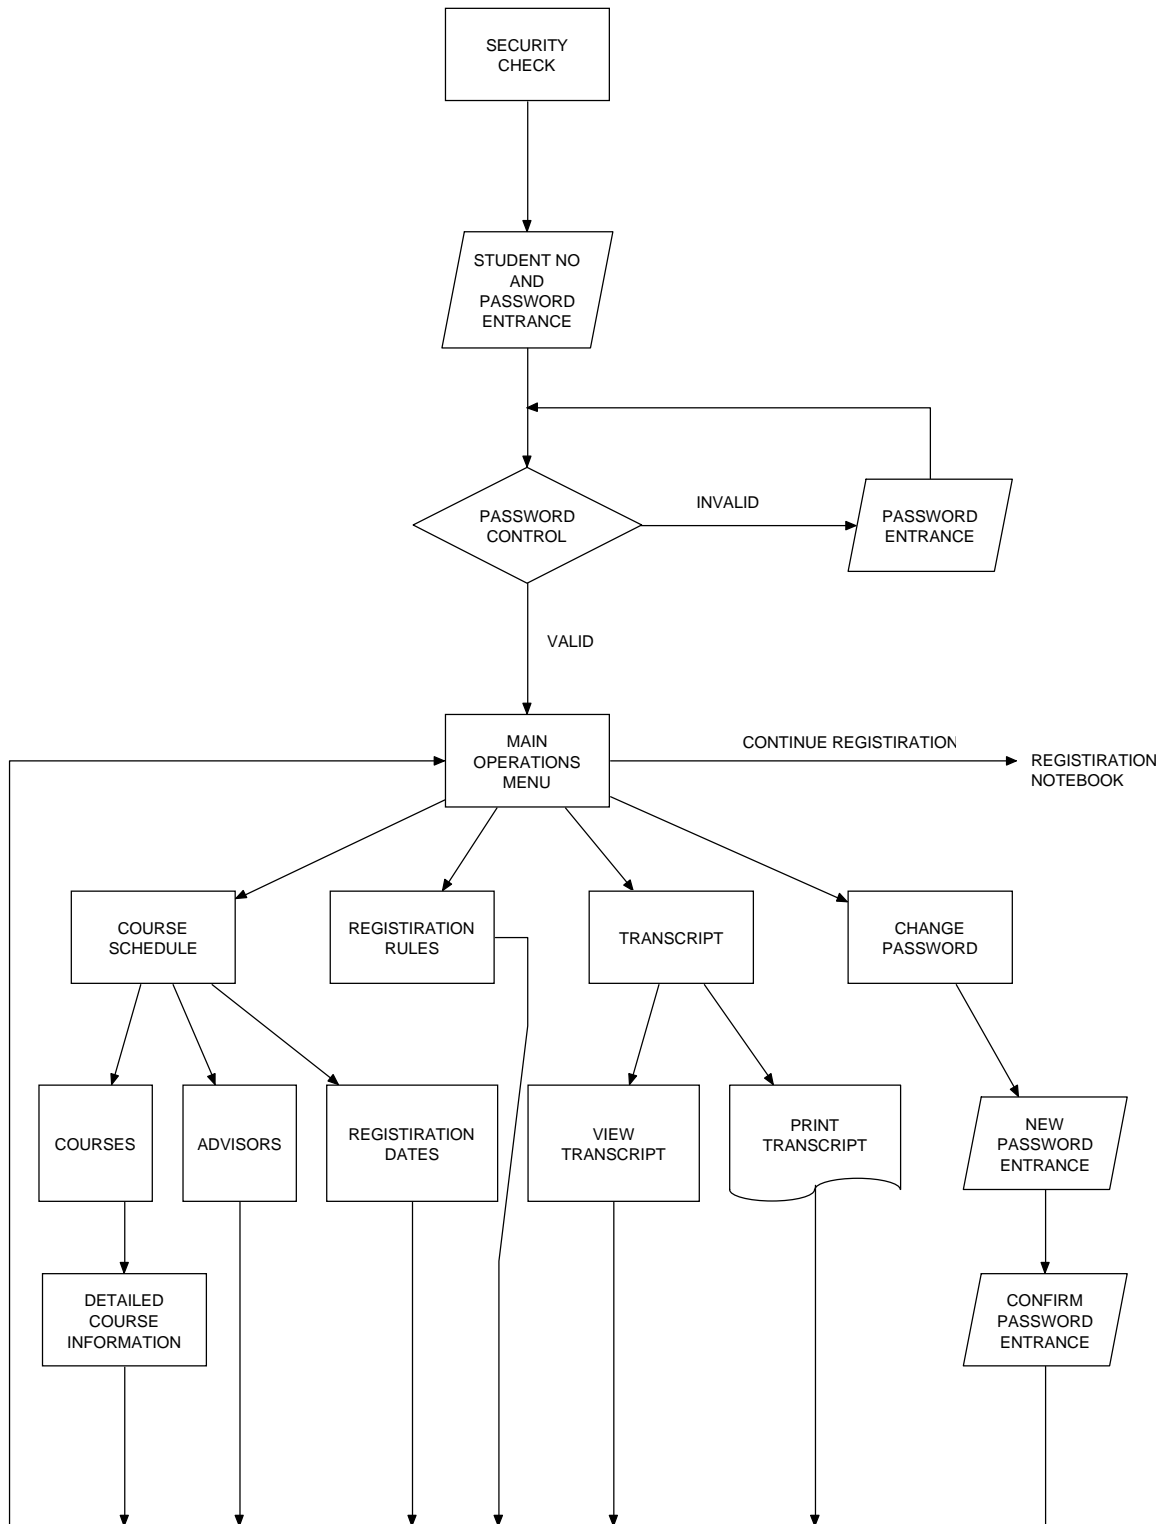 SECURITY
CHECK
STUDENT NO
AND
PASSWORD
ENTRANCE
PASSWORD
CONTROL
INVALID
PASSWORD
ENTRANCE
VALID
MAIN
OPERATIONS
MENU
CONTINUE REGISTIRATION
REGISTIRATION
NOTEBOOK
COURSE
SCHEDULE
REGISTIRATION
RULES
TRANSCRIPT
CHANGE
PASSWORD
COURSES
ADVISORS
REGISTIRATION
DATES
VIEW
TRANSCRIPT
PRINT
TRANSCRIPT
NEW
PASSWORD
ENTRANCE
DETAILED
COURSE
INFORMATION
CONFIRM
PASSWORD
ENTRANCE